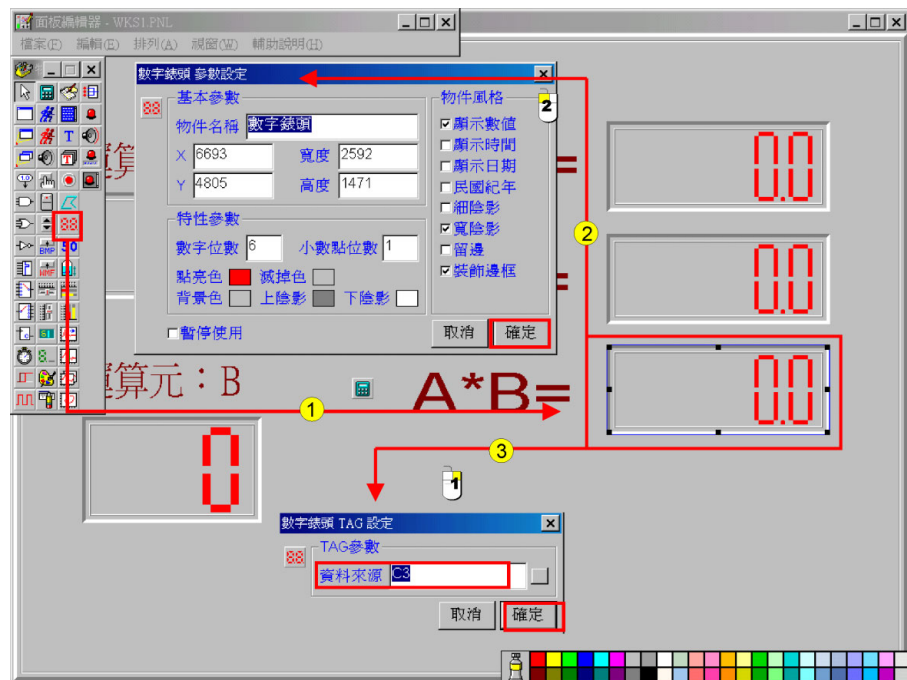 面板編輯器 - WKS1.PNL
檔案(F) 編輯(E) 排列(A) 視窗(W) 輔助說明(H)
數字錶頭 參數設定
基本參數
物件名稱 數字錶頭
X 6693 寬度 2592
Y 4805 高度 1471
特性參數
數字位數 6 小數點位數 1
點亮色 滅掉色
背景色 上陰影 下陰影
暫停使用
物件風格
顯示數值
顯示時間
顯示日期
民國紀年
細陰影
寬陰影
留邊
裝飾邊框
取消 確定
2
2
=
0.0
0.0
算元：B
A*B=
0.0
1
0
3
1
數字錶頭 TAG 設定
TAG參數
資料來源 C3
取消 確定